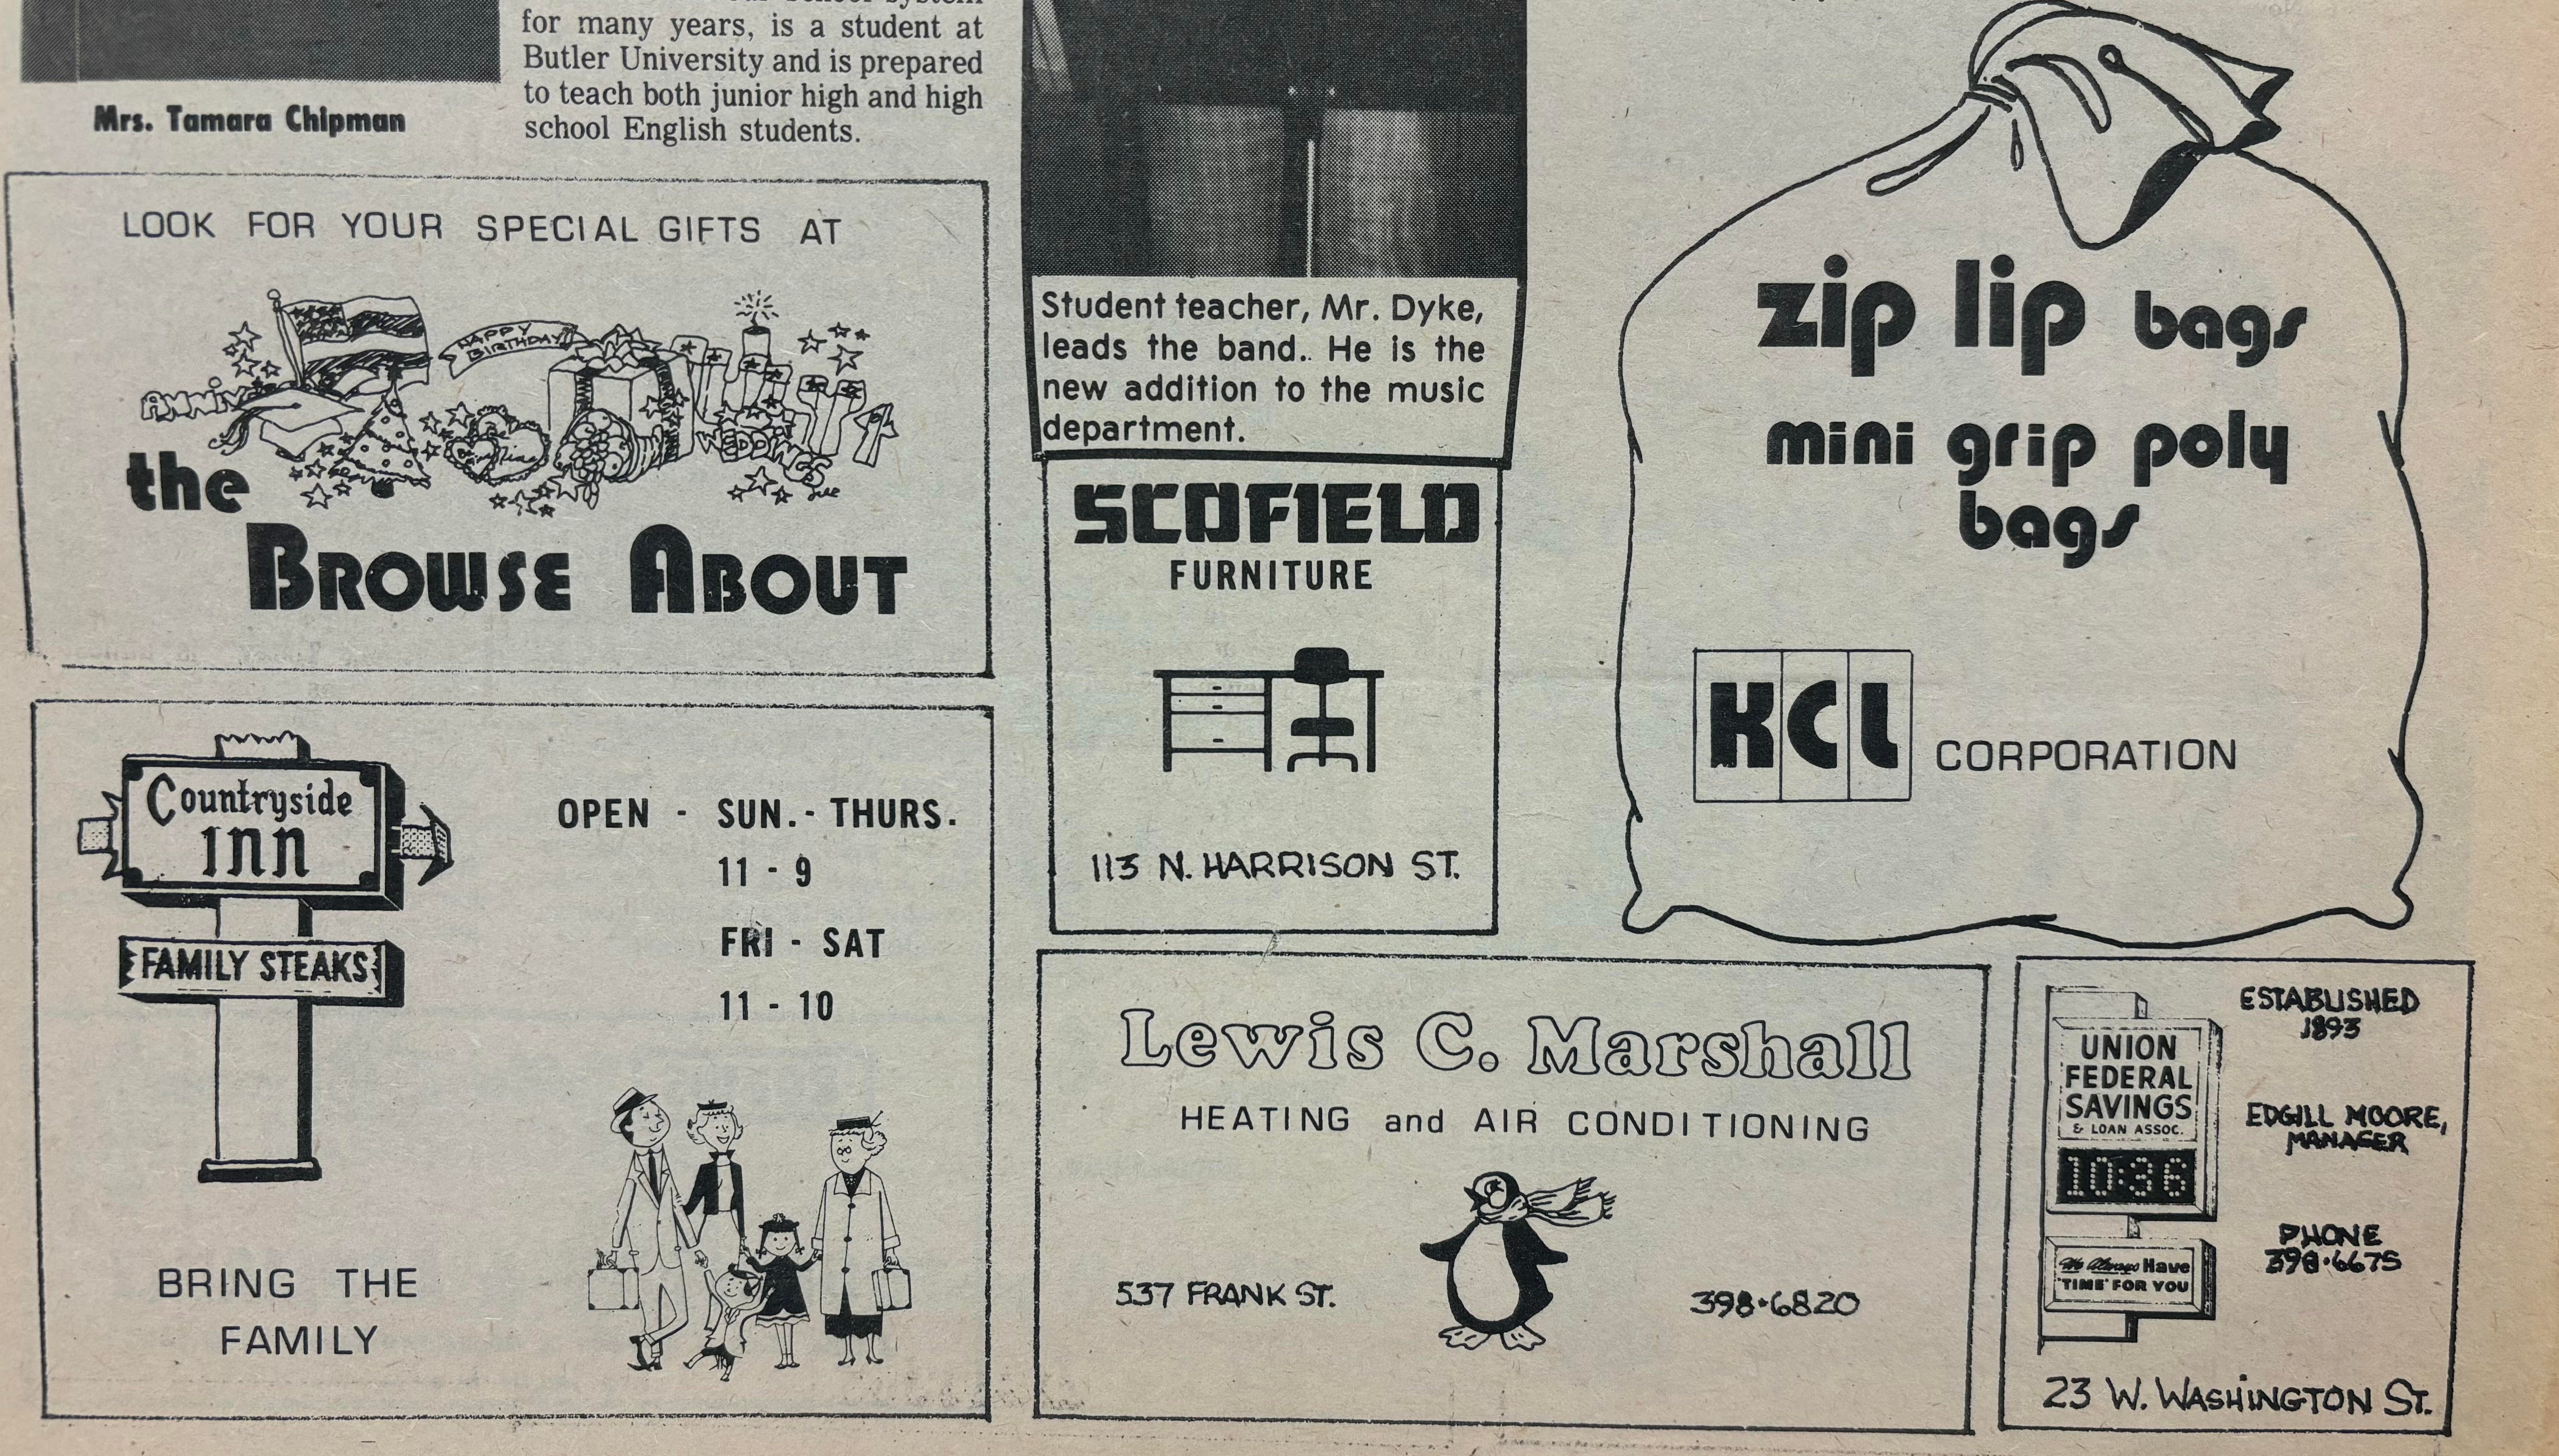 for many years, is a student at
Butler University and is prepared
to teach both junior high and high
school English students.
Mrs. Tamara Chipman
LOOK FOR YOUR SPECIAL GIFTS AT
HAPPY
BIRTHDAY!
ANNIV
WEDDINGS
the
BROWSE ABOUT
Countryside
Inn
FAMILY STEAKS
OPEN - SUN. - THURS.
11 - 9
FRI - SAT
11 - 10
BRING THE
FAMILY
Student teacher, Mr. Dyke,
leads the band.. He is the
new addition to the music
department.
SCOFIELD
FURNITURE
113 N. HARRISON ST.
zip lip bags
mini grip poly
bags
KCL CORPORATION
Lewis C. Marshall
HEATING and AIR CONDITIONING
537 FRANK ST.
398-6820
UNION
FEDERAL
SAVINGS
& LOAN ASSOC.
10:36
We Always Have
'TIME' FOR YOU
ESTABLISHED
1893
EDGILL MOORE,
MANAGER
PHONE
398-6675
23 W. WASHINGTON ST.